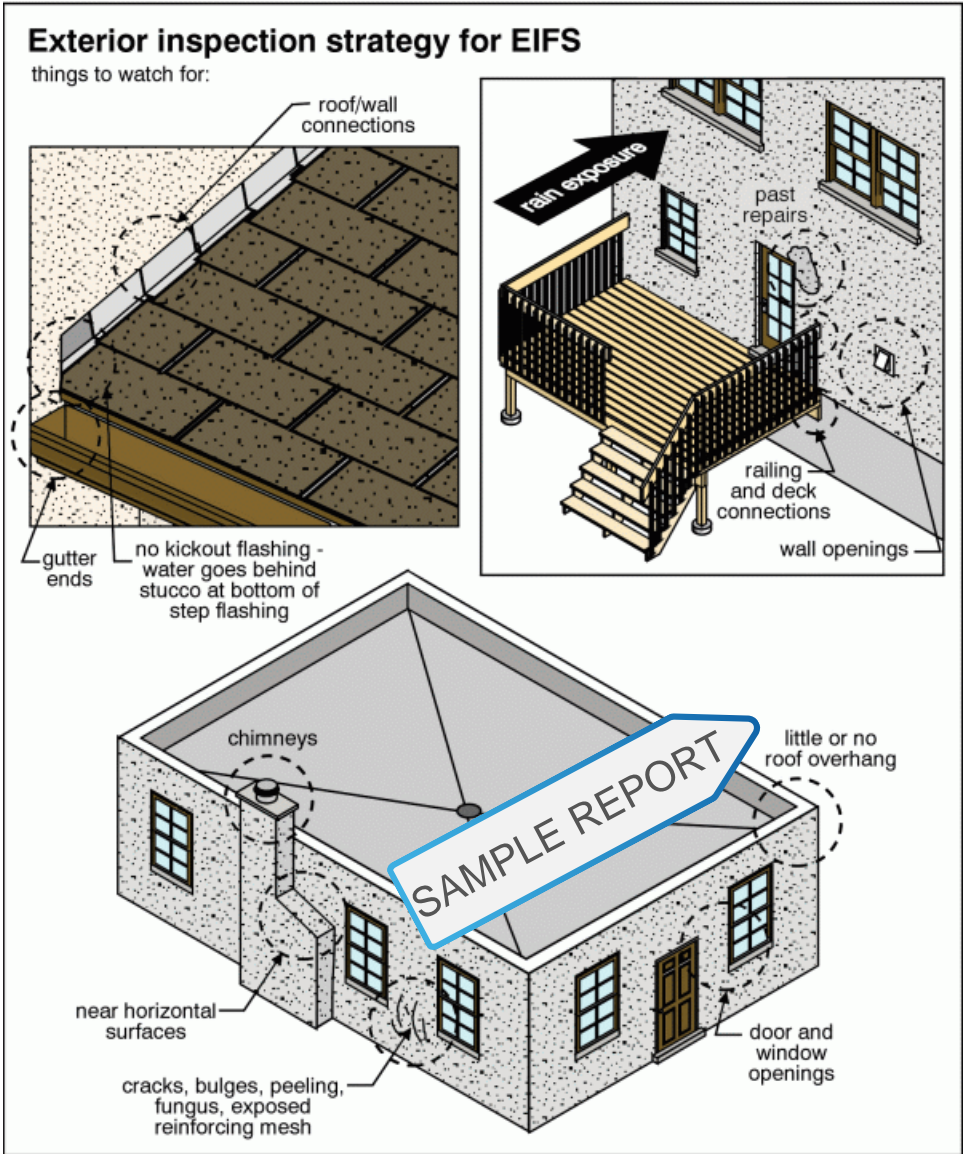 Exterior inspection strategy for EIFS
things to watch for:
roof/wall
connections
rain exposure
past
repairs
railing
and deck
connections
wall openings
gutter
ends
no kickout flashing -
water goes behind
stucco at bottom of
step flashing
chimneys
little or no
roof overhang
SAMPLE REPORT
near horizontal
surfaces
door and
window
openings
cracks, bulges, peeling,
fungus, exposed
reinforcing mesh